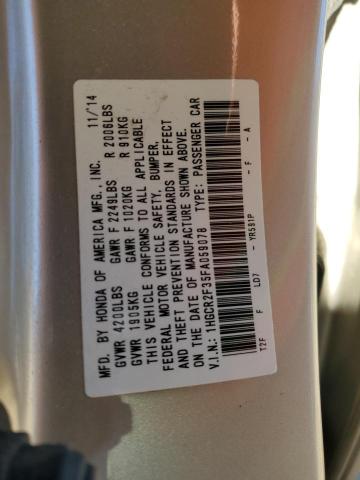 MFD. BY HONDA OF AMERICA MFG., INC. 11/14
GVWR 4200LBS GAWR F 2249LBS R 2006LBS
GVWR 1905KG GAWR F 1020KG R 910KG
THIS VEHICLE CONFORMS TO ALL APPLICABLE
FEDERAL MOTOR VEHICLE SAFETY, BUMPER,
AND THEFT PREVENTION STANDARDS IN EFFECT
ON THE DATE OF MANUFACTURE SHOWN ABOVE.
V.I.N.: 1HGCR2F35FA059078 TYPE: PASSENGER CAR
T2F F LD7 - YR591P - F - A